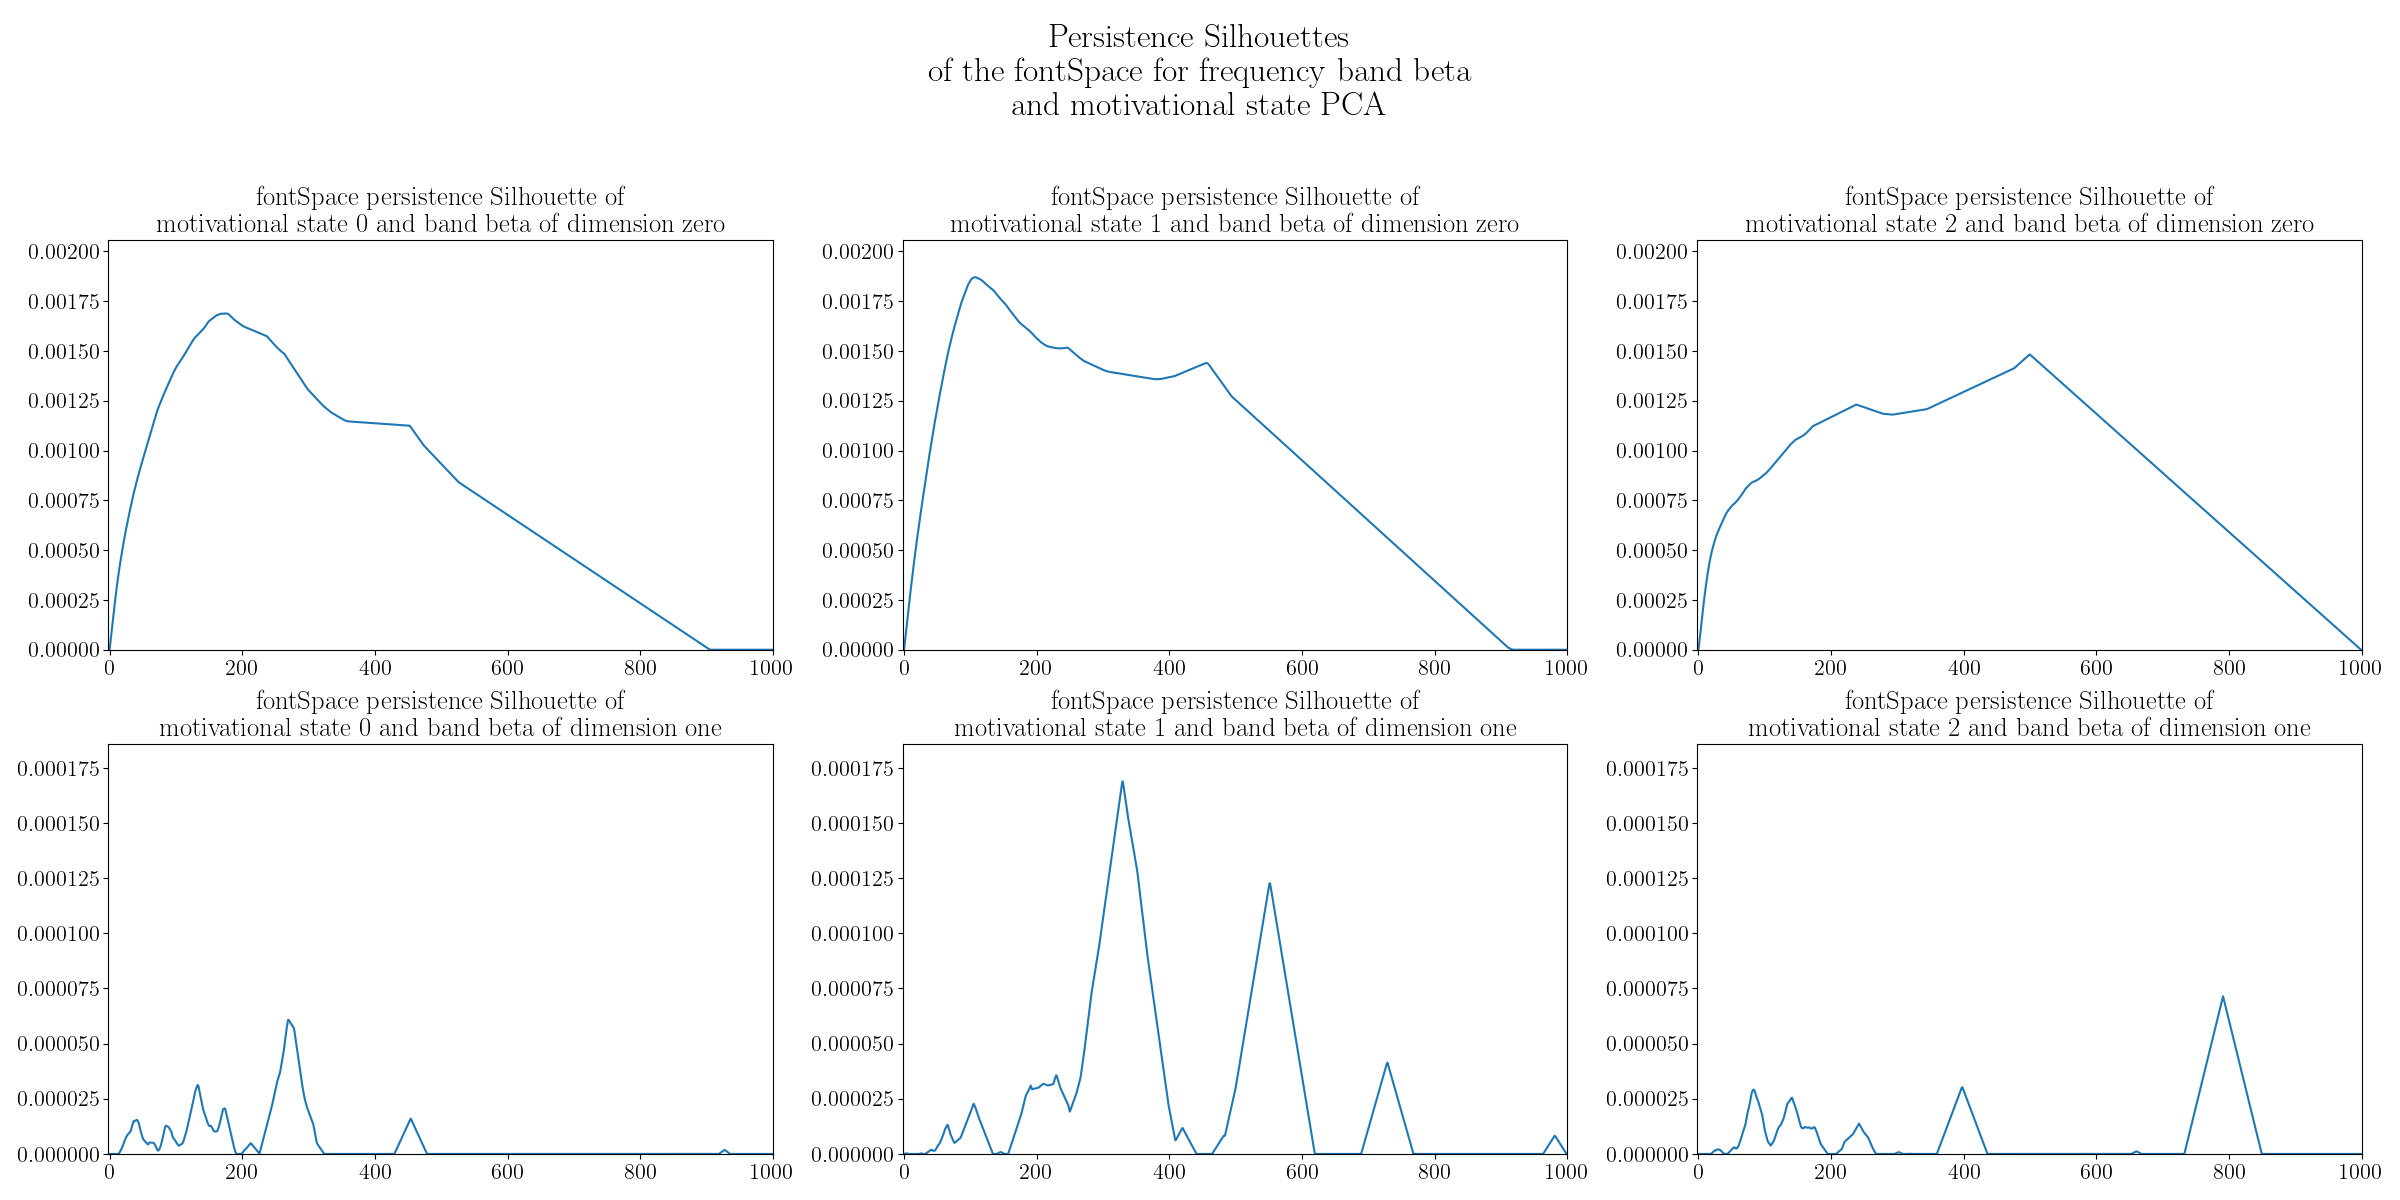 Persistence Silhouettes
of the fontSpace for frequency band beta
and motivational state PCA
fontSpace persistence Silhouette of
motivational state 0 and band beta of dimension zero
0.00200
0.00175
0.00150
0.00125
0.00100
0.00075
0.00050
0.00025
0.00000
0 200 400 600 800 1000
fontSpace persistence Silhouette of
motivational state 1 and band beta of dimension zero
0.00200
0.00175
0.00150
0.00125
0.00100
0.00075
0.00050
0.00025
0.00000
0 200 400 600 800 1000
fontSpace persistence Silhouette of
motivational state 2 and band beta of dimension zero
0.00200
0.00175
0.00150
0.00125
0.00100
0.00075
0.00050
0.00025
0.00000
0 200 400 600 800 1000
fontSpace persistence Silhouette of
motivational state 0 and band beta of dimension one
0.000175
0.000150
0.000125
0.000100
0.000075
0.000050
0.000025
0.000000
0 200 400 600 800 1000
fontSpace persistence Silhouette of
motivational state 1 and band beta of dimension one
0.000175
0.000150
0.000125
0.000100
0.000075
0.000050
0.000025
0.000000
0 200 400 600 800 1000
fontSpace persistence Silhouette of
motivational state 2 and band beta of dimension one
0.000175
0.000150
0.000125
0.000100
0.000075
0.000050
0.000025
0.000000
0 200 400 600 800 1000